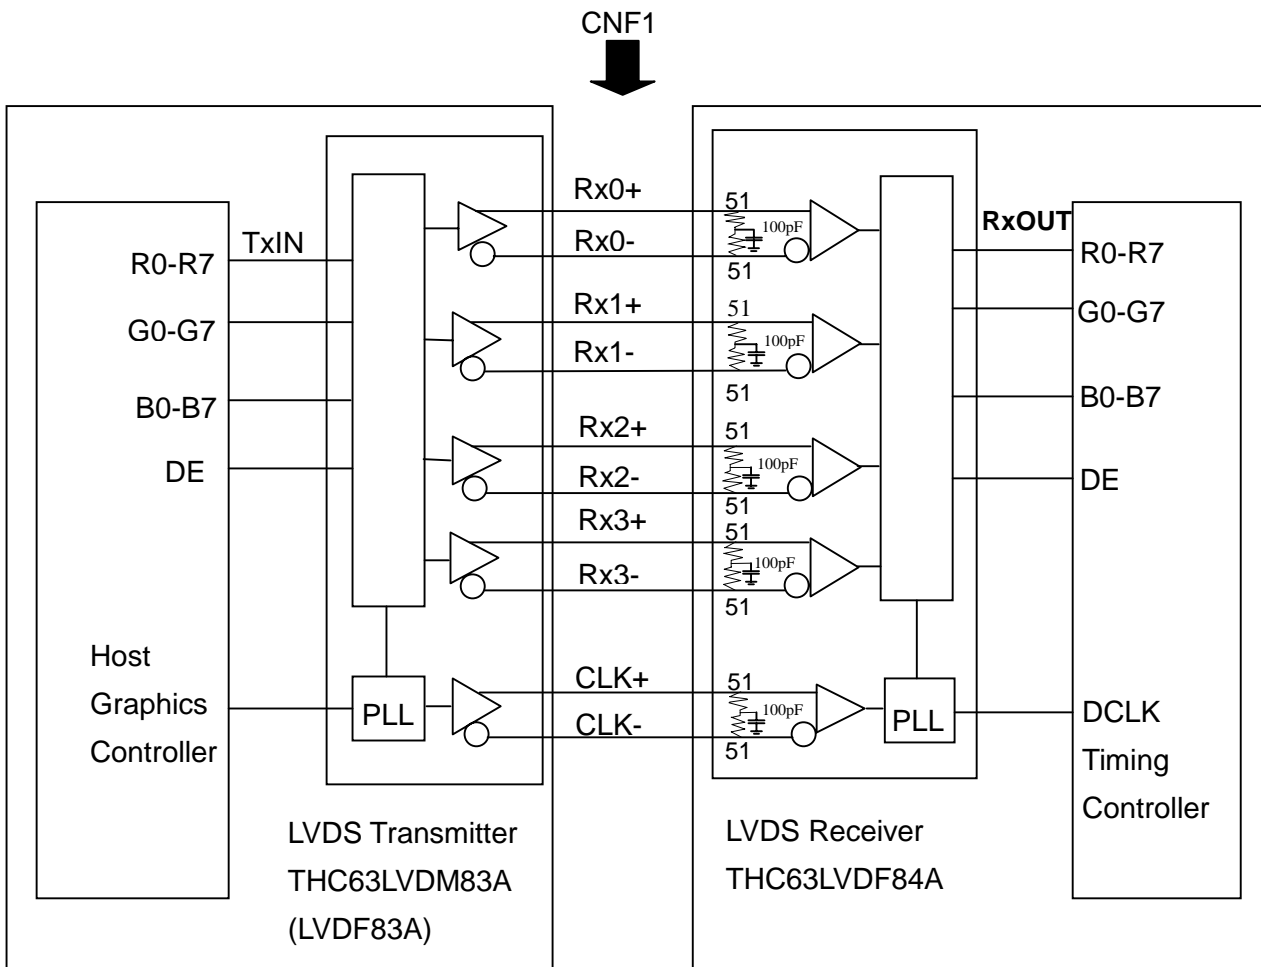 CNF1
TxIN
R0-R7
G0-G7
B0-B7
DE
Host
Graphics
Controller
PLL
LVDS Transmitter
THC63LVDM83A
(LVDF83A)
Rx0+
Rx0-
Rx1+
Rx1-
Rx2+
Rx2-
Rx3+
Rx3-
CLK+
CLK-
51
100pF
51
51
100pF
51
51
100pF
51
51
100pF
51
51
100pF
51
PLL
LVDS Receiver
THC63LVDF84A
RxOUT
R0-R7
G0-G7
B0-B7
DE
DCLK
Timing
Controller